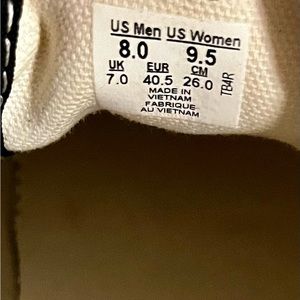 US Men US Women
8.0 9.5
UK EUR CM
7.0 40.5 26.0
MADE IN
VIETNAM
FABRIQUE
AU VIETNAM
TB4R